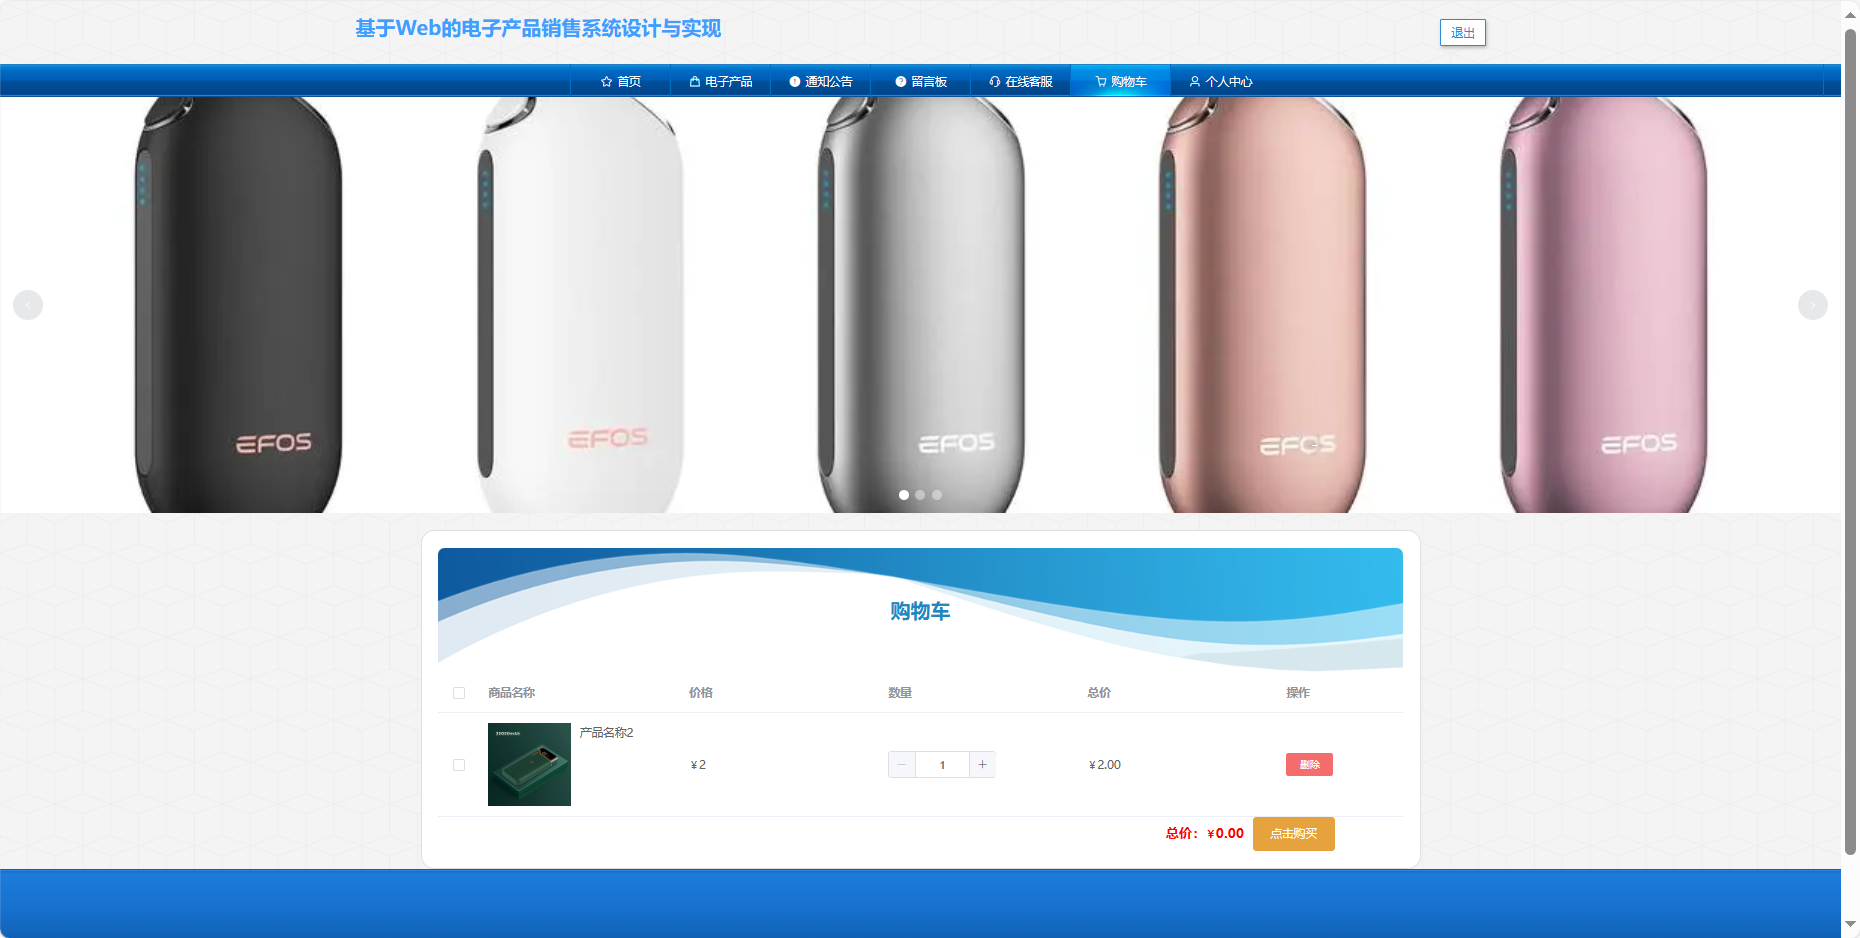 基于Web的电子产品销售系统设计与实现
退出
首页 电子产品 通知公告 留言板 在线客服 购物车 个人中心
EFOS EFOS EFOS EFOS EFOS
购物车
商品名称 价格 数量 总价 操作
产品名称2
¥2 1 ¥2.00 删除
总价：¥0.00 点击购买